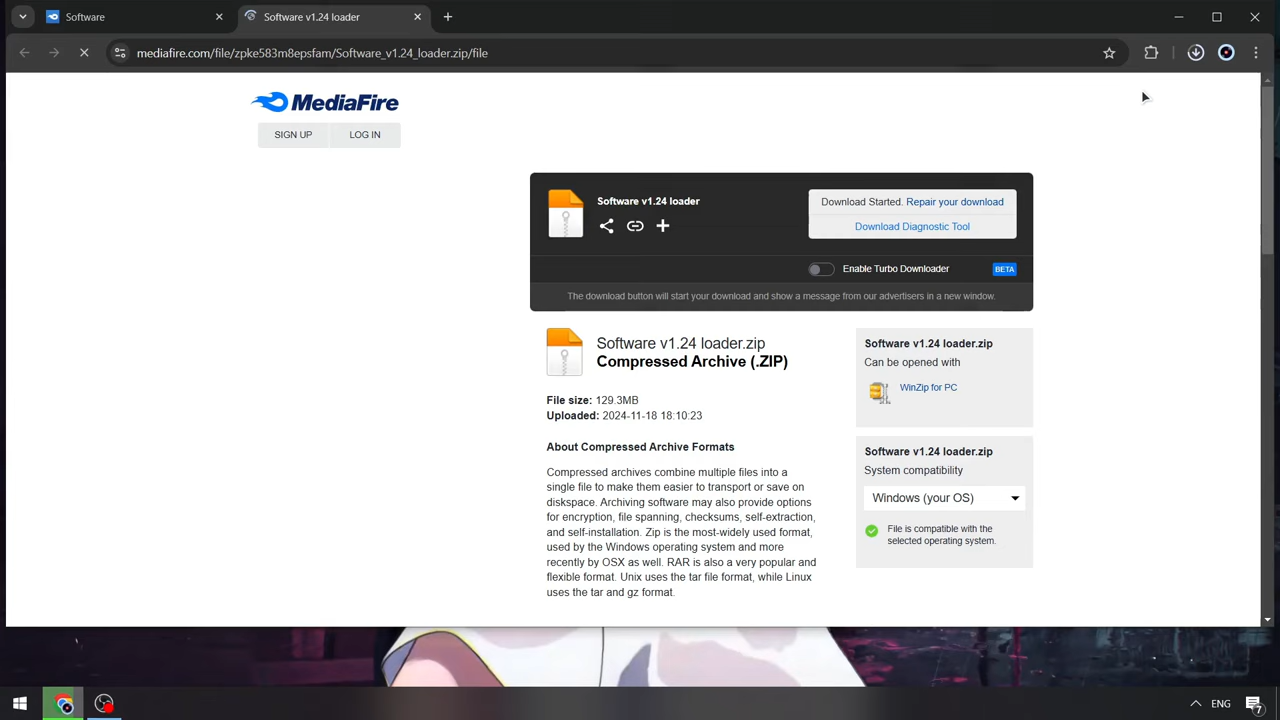 Software
Software v1.24 loader
mediafire.com/file/zpke583m8epsfam/Software_v1.24_loader.zip/file
MediaFire
SIGN UP
LOG IN
Software v1.24 loader
Download Started. Repair your download
Download Diagnostic Tool
Enable Turbo Downloader
BETA
The download button will start your download and show a message from our advertisers in a new window.
Software v1.24 loader.zip
Compressed Archive (.ZIP)
File size: 129.3MB
Uploaded: 2024-11-18 18:10:23
About Compressed Archive Formats
Compressed archives combine multiple files into a
single file to make them easier to transport or save on
diskspace. Archiving software may also provide options
for encryption, file spanning, checksums, self-extraction,
and self-installation. Zip is the most-widely used format,
used by the Windows operating system and more
recently by OSX as well. RAR is also a very popular and
flexible format. Unix uses the tar file format, while Linux
uses the tar and gz format.
Software v1.24 loader.zip
Can be opened with
WinZip for PC
Software v1.24 loader.zip
System compatibility
Windows (your OS)
File is compatible with the
selected operating system.
ENG
7